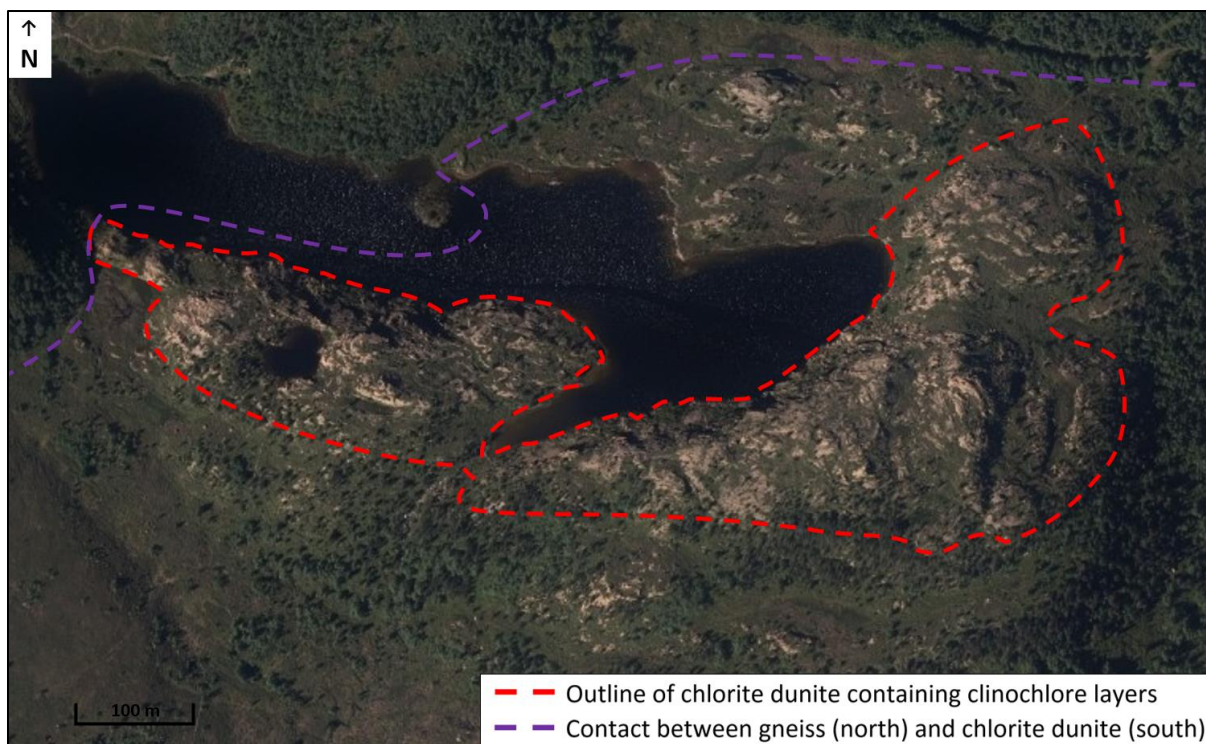 ↑
N
100 m
Outline of chlorite dunite containing clinochlore layers
Contact between gneiss (north) and chlorite dunite (south)